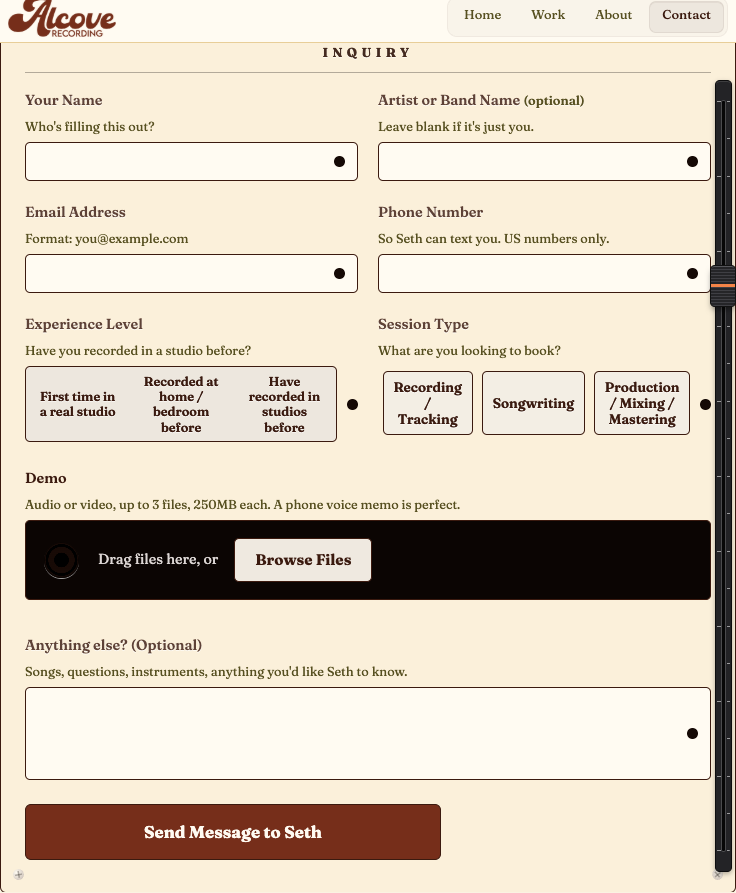 Alcove
RECORDING
Home Work About Contact
INQUIRY
Your Name
Who's filling this out?
Artist or Band Name (optional)
Leave blank if it's just you.
Email Address
Format: you@example.com
Phone Number
So Seth can text you. US numbers only.
Experience Level
Have you recorded in a studio before?
First time in
a real studio
Recorded at
home /
bedroom
before
Have
recorded in
studios
before
Session Type
What are you looking to book?
Recording
/
Tracking
Songwriting
Production
/ Mixing /
Mastering
Demo
Audio or video, up to 3 files, 250MB each. A phone voice memo is perfect.
Drag files here, or
Browse Files
Anything else? (Optional)
Songs, questions, instruments, anything you'd like Seth to know.
Send Message to Seth